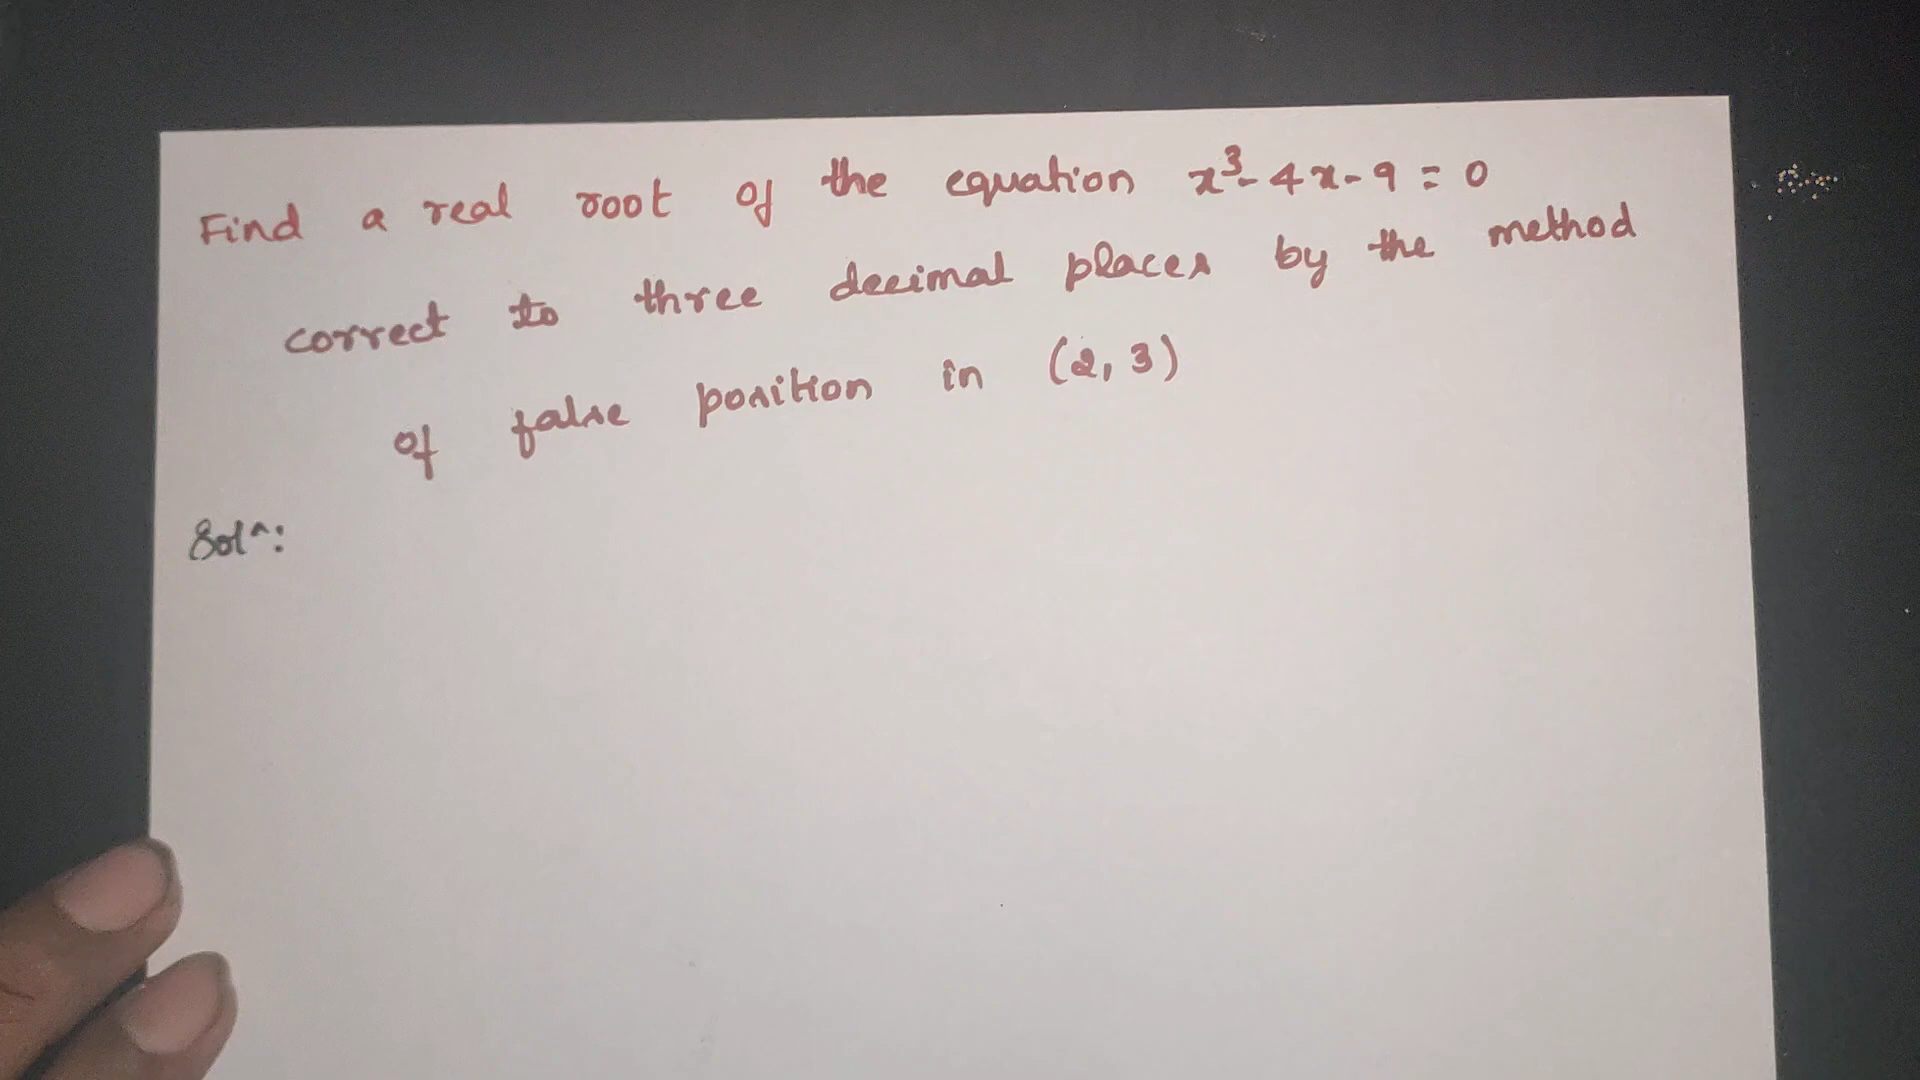 Find a real root of the equation x³- 4x - 9 = 0
correct to three decimal places by the method
of false position in (2, 3)
Solⁿ: